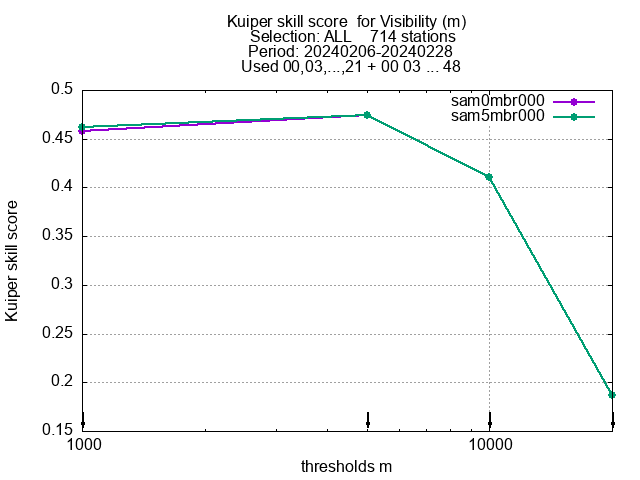 Kuiper skill score  for Visibility (m)
Selection: ALL    714 stations
Period: 20240206-20240228
Used 00,03,...,21 + 00 03 ... 48
sam0mbr000
sam5mbr000
0.5
0.45
0.4
0.35
0.3
0.25
0.2
0.15
Kuiper skill score
1000
10000
thresholds m